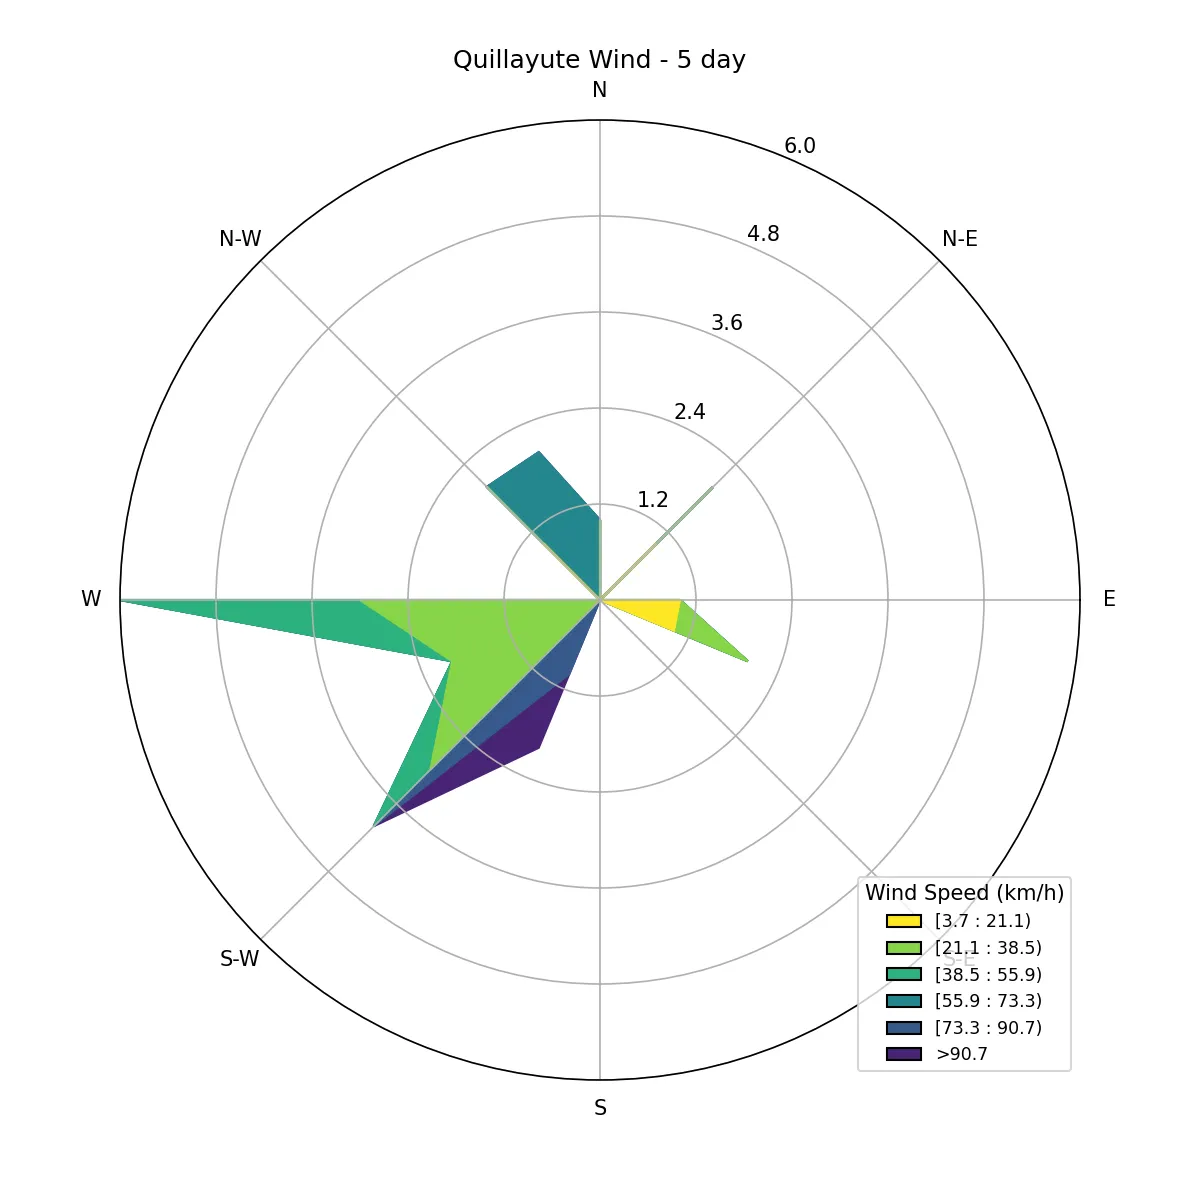 Quillayute Wind - 5 day
N
6.0
4.8
N-W
N-E
3.6
2.4
1.2
W
E
Wind Speed (km/h)
[3.7 : 21.1)
[21.1 : 38.5)
S-W
S-E
[38.5 : 55.9)
[55.9 : 73.3)
[73.3 : 90.7)
>90.7
S